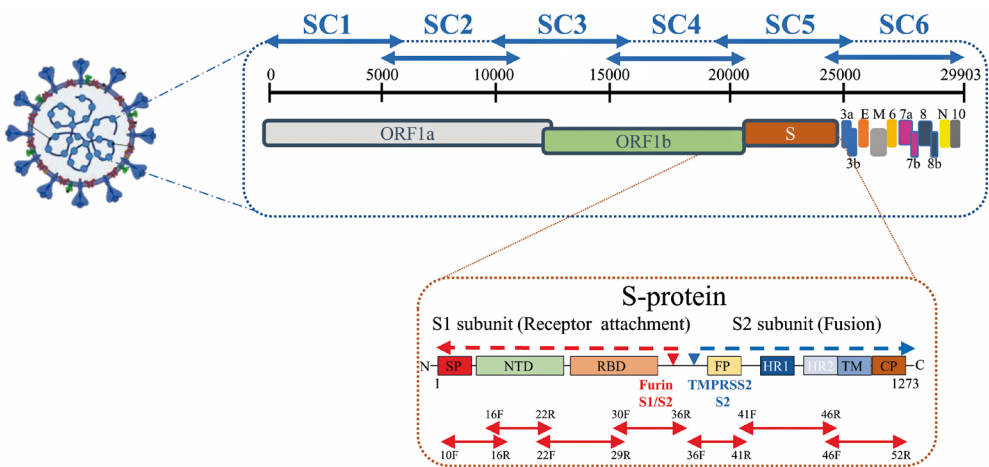 SC1 SC2 SC3 SC4 SC5 SC6
0 5000 10000 15000 20000 25000 29903
ORF1a ORF1b S 3a E M 6 7a 8 N 10
3b 7b 8b
S-protein
S1 subunit (Receptor attachment) S2 subunit (Fusion)
N SP NTD RBD FP HR1 HR2 TM CP C
1 Furin TMPRSS2 1273
S1/S2 S2
16F 22R 30F 36R 41F 46R
10F 16R 22F 29R 36F 41R 46F 52R